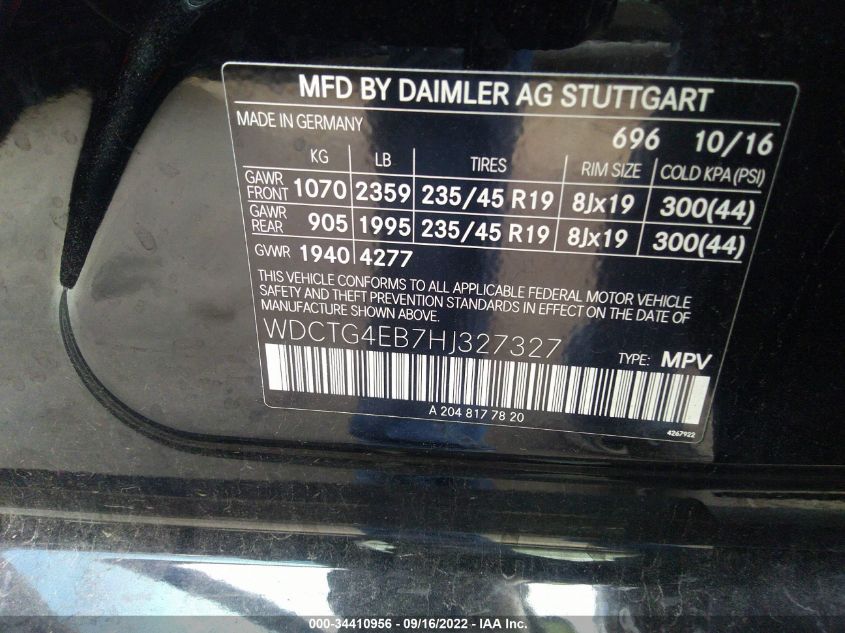 MFD BY DAIMLER AG STUTTGART
MADE IN GERMANY 696 10/16
KG LB TIRES RIM SIZE COLD KPA (PSI)
GAWR FRONT 1070 2359 235/45 R19 8Jx19 300(44)
GAWR REAR 905 1995 235/45 R19 8Jx19 300(44)
GVWR 1940 4277
THIS VEHICLE CONFORMS TO ALL APPLICABLE FEDERAL MOTOR VEHICLE
SAFETY AND THEFT PREVENTION STANDARDS IN EFFECT ON THE DATE OF
MANUFACTURE SHOWN ABOVE.
WDCTG4EB7HJ327327 TYPE: MPV
A 204 817 78 20
4267922
000-34410956 - 09/16/2022 - IAA Inc.